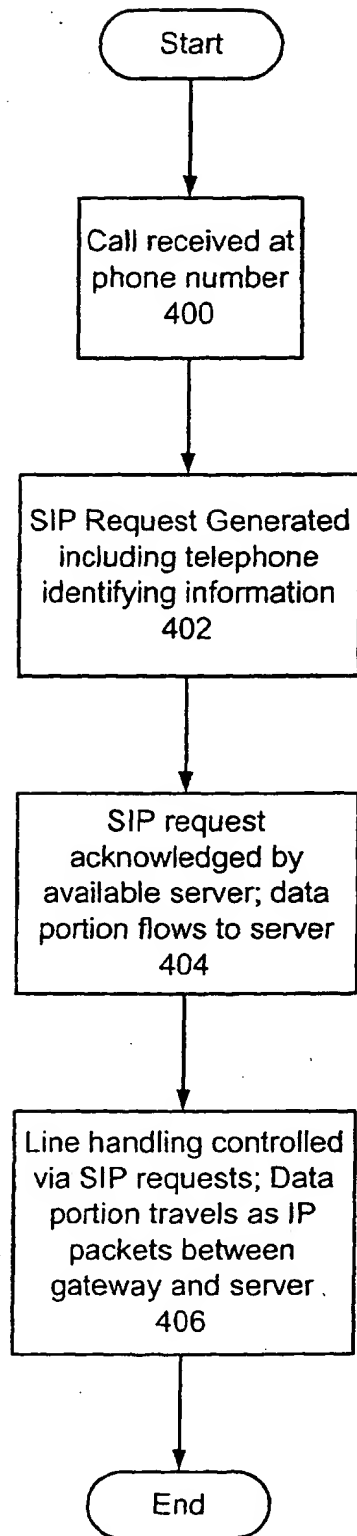 Start
Call received at
phone number
400
SIP Request Generated
including telephone
identifying information
402
SIP request
acknowledged by
available server; data
portion flows to server
404
Line handling controlled
via SIP requests; Data
portion travels as IP
packets between
gateway and server
406
End